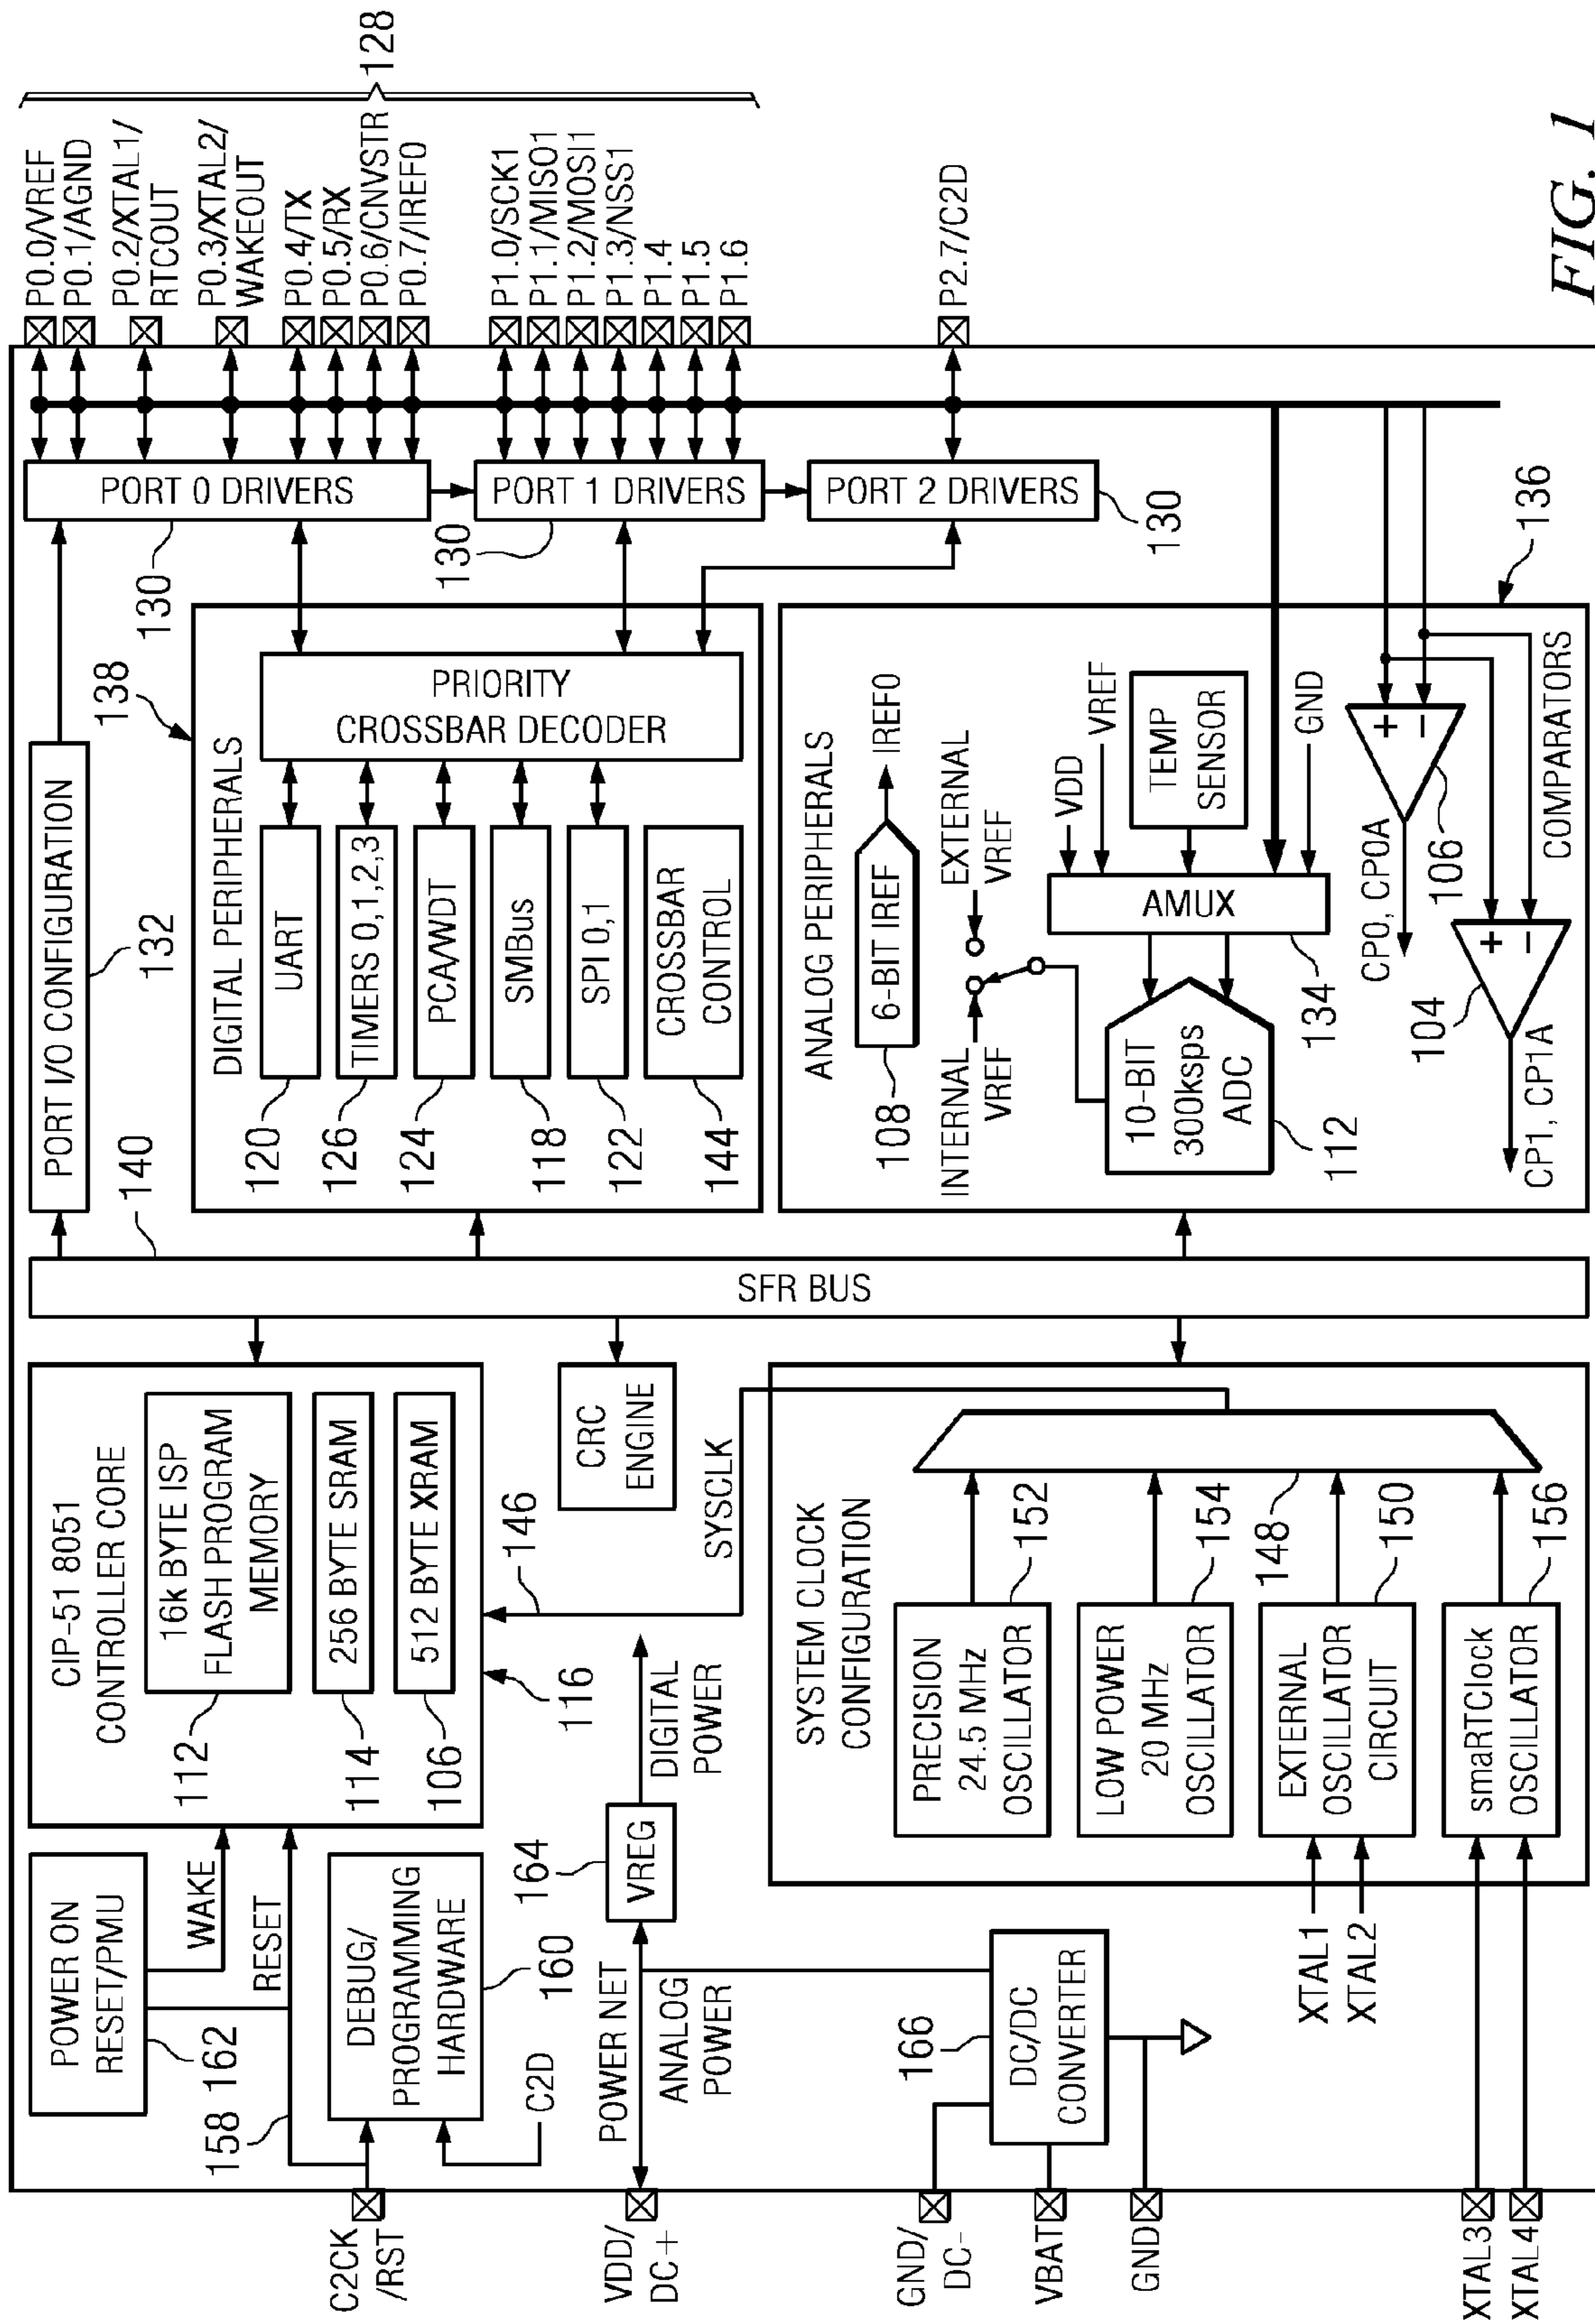 C2CK
/RST
VDD/
DC+
GND/
DC-
VBAT
GND
XTAL3
XTAL4
POWER ON
RESET/PMU
162
WAKE
RESET
158
DEBUG/
PROGRAMMING
HARDWARE
160
C2D
POWER NET
ANALOG
POWER
VREG
164
DIGITAL
POWER
166
DC/DC
CONVERTER
XTAL1
XTAL2
CIP-51 8051
CONTROLLER CORE
16k BYTE ISP
FLASH PROGRAM
MEMORY
256 BYTE SRAM
512 BYTE XRAM
112
114
106
116
146
CRC
ENGINE
SYSCLK
SYSTEM CLOCK
CONFIGURATION
PRECISION
24.5 MHz
OSCILLATOR
152
LOW POWER
20 MHz
OSCILLATOR
154
148
EXTERNAL
OSCILLATOR
CIRCUIT
150
smaRTClock
OSCILLATOR
156
SFR BUS
140
PORT I/O CONFIGURATION
132
138
DIGITAL PERIPHERALS
UART
TIMERS 0,1,2,3
PCA/WDT
SMBus
SPI 0,1
CROSSBAR
CONTROL
120
126
124
118
122
144
PRIORITY
CROSSBAR DECODER
ANALOG PERIPHERALS
6-BIT IREF
IREF0
108
INTERNAL
VREF
EXTERNAL
VREF
10-BIT
300ksps
ADC
112
AMUX
134
VDD
VREF
TEMP
SENSOR
GND
CP0, CP0A
+
−
106
CP1, CP1A
+
−
104
COMPARATORS
136
PORT 0 DRIVERS
130
PORT 1 DRIVERS
130
PORT 2 DRIVERS
130
P0.0/VREF
P0.1/AGND
P0.2/XTAL1/
RTCOUT
P0.3/XTAL2/
WAKEOUT
P0.4/TX
P0.5/RX
P0.6/CNVSTR
P0.7/IREF0
P1.0/SCK1
P1.1/MISO1
P1.2/MOSI1
P1.3/NSS1
P1.4
P1.5
P1.6
P2.7/C2D
128
FIG. 1